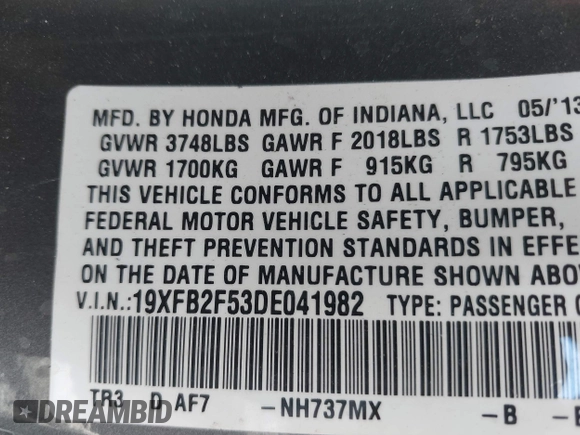 MFD. BY HONDA MFG. OF INDIANA, LLC 05/'13
GVWR 3748LBS GAWR F 2018LBS R 1753LBS
GVWR 1700KG GAWR F 915KG R 795KG
THIS VEHICLE CONFORMS TO ALL APPLICABLE
FEDERAL MOTOR VEHICLE SAFETY, BUMPER,
AND THEFT PREVENTION STANDARDS IN EFFE
ON THE DATE OF MANUFACTURE SHOWN ABO
V.I.N.:19XFB2F53DE041982 TYPE: PASSENGER
TR3 D AF7 -NH737MX -B -
DREAMBID